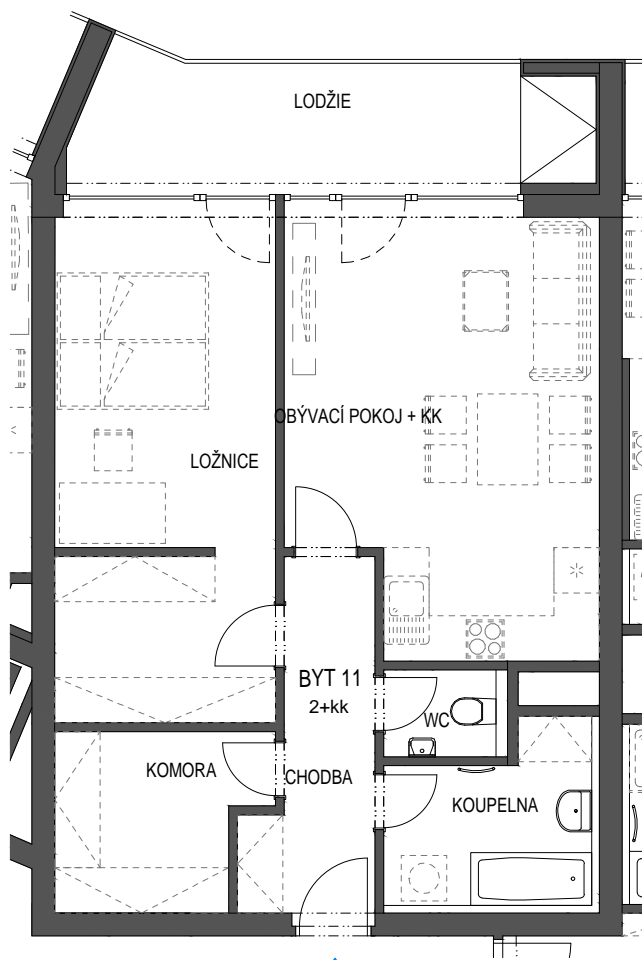 LODŽIE
OBÝVACÍ POKOJ + KK
LOŽNICE
BYT 11
2+kk
WC
KOMORA
CHODBA
KOUPELNA